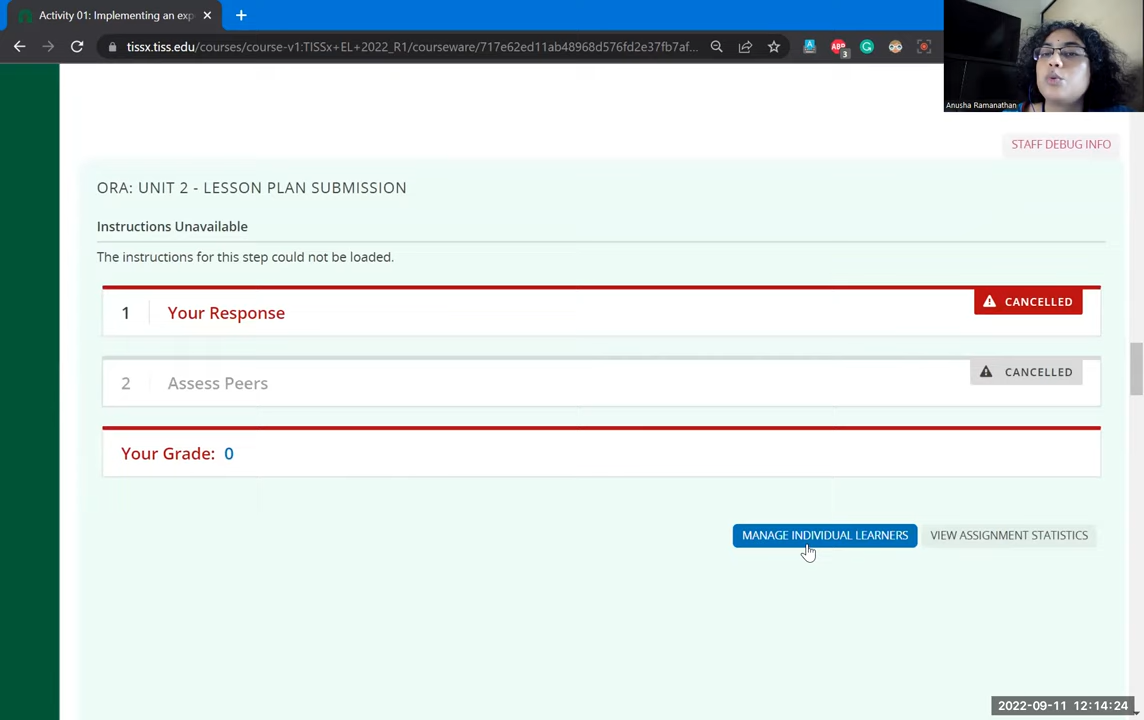 Activity 01: Implementing an exp
tissx.tiss.edu/courses/course-v1:TISSx+EL+2022_R1/courseware/717e62ed11ab48968d576fd2e37fb7af...
ABP
3
Anusha Ramanathan
STAFF DEBUG INFO
ORA: UNIT 2 - LESSON PLAN SUBMISSION
Instructions Unavailable
The instructions for this step could not be loaded.
CANCELLED
1 Your Response
CANCELLED
2 Assess Peers
Your Grade: 0
MANAGE INDIVIDUAL LEARNERS VIEW ASSIGNMENT STATISTICS
2022-09-11 12:14:24